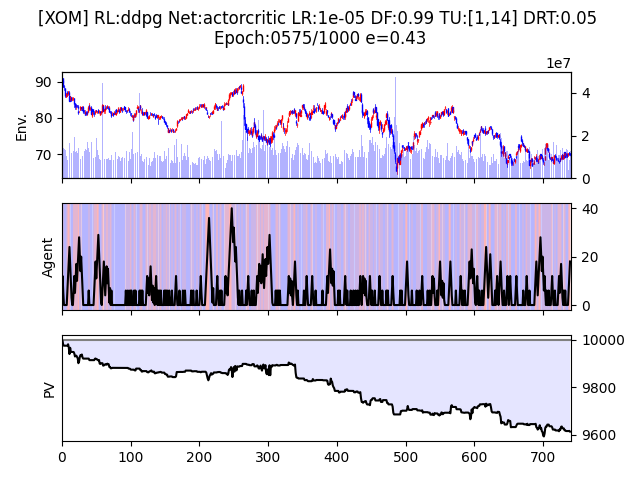 [XOM] RL:ddpg Net:actorcritic LR:1e-05 DF:0.99 TU:[1,14] DRT:0.05
Epoch:0575/1000 e=0.43
1e7
90
80
70
Env.
4
2
0
Agent
40
20
0
PV
10000
9800
9600
0 100 200 300 400 500 600 700